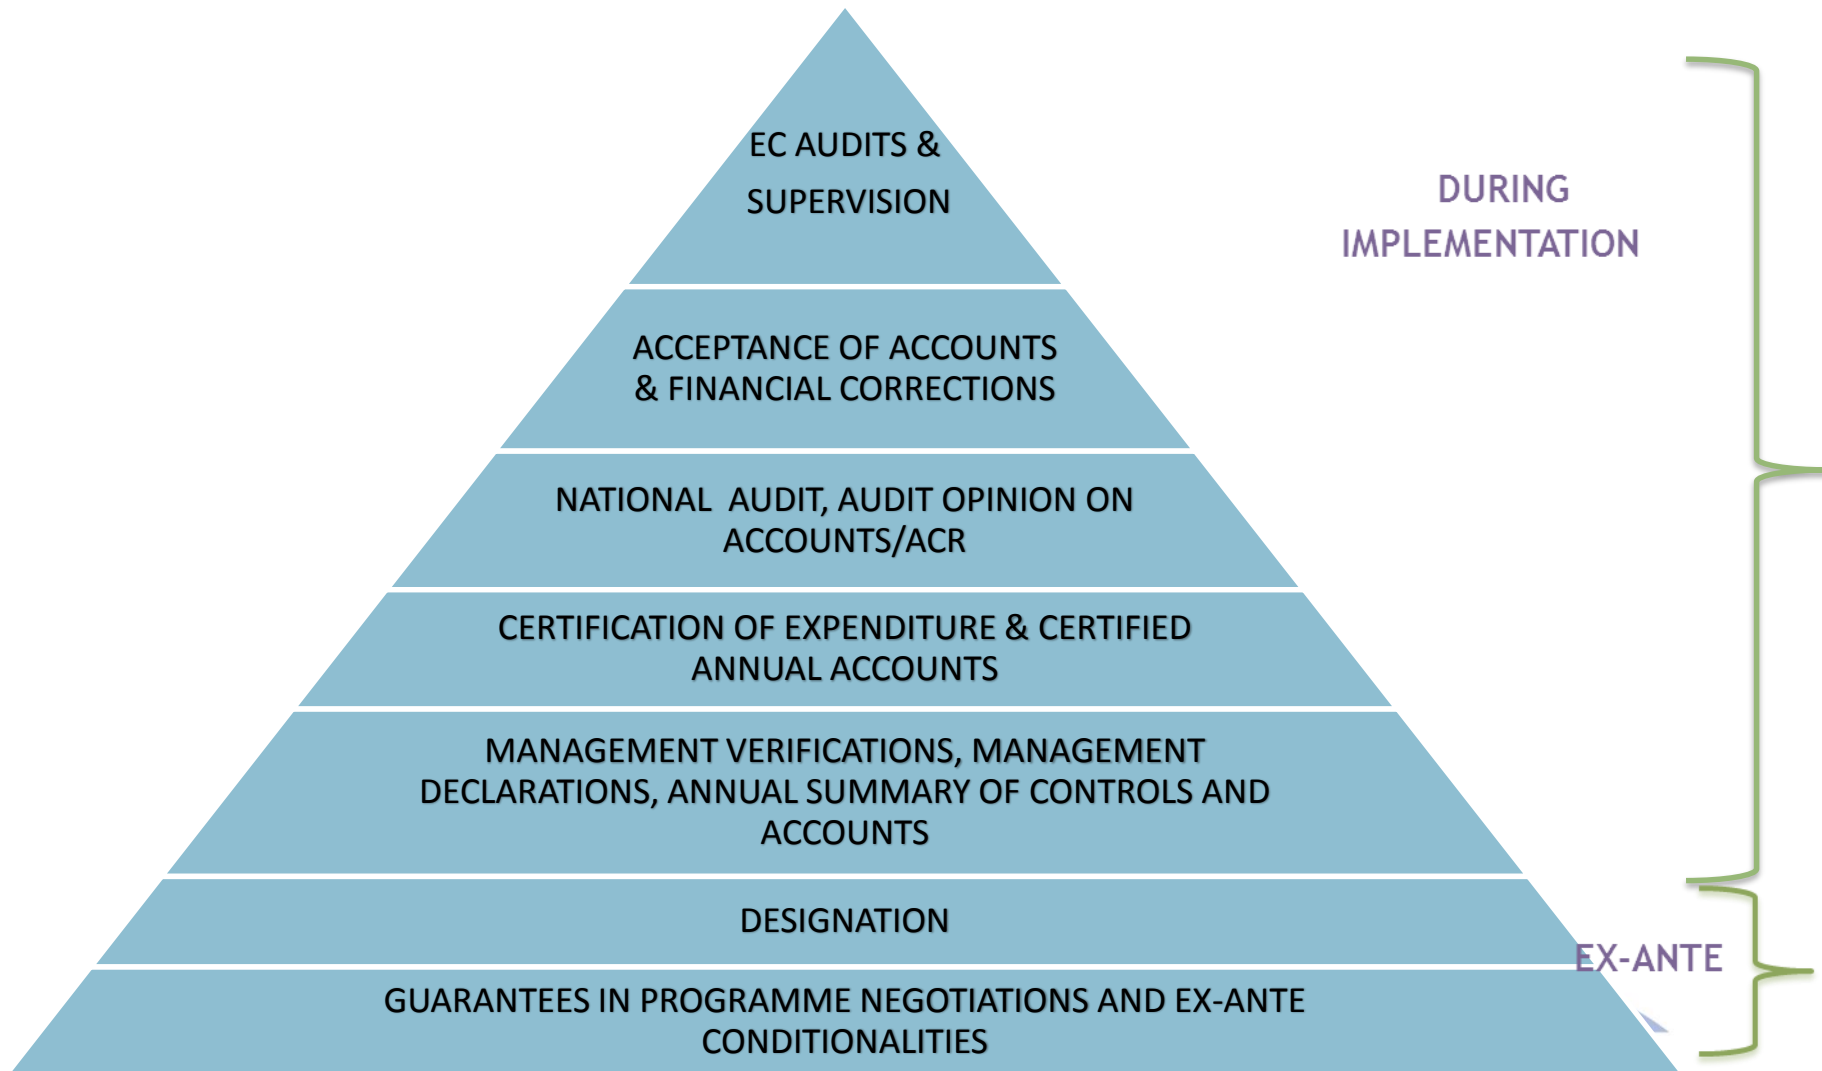 EC AUDITS &
SUPERVISION
DURING
IMPLEMENTATION
ACCEPTANCE OF ACCOUNTS
& FINANCIAL CORRECTIONS
NATIONAL  AUDIT, AUDIT OPINION ON
ACCOUNTS/ACR
CERTIFICATION OF EXPENDITURE & CERTIFIED
ANNUAL ACCOUNTS
MANAGEMENT VERIFICATIONS, MANAGEMENT
DECLARATIONS, ANNUAL SUMMARY OF CONTROLS AND
ACCOUNTS
DESIGNATION
EX-ANTE
GUARANTEES IN PROGRAMME NEGOTIATIONS AND EX-ANTE
CONDITIONALITIES